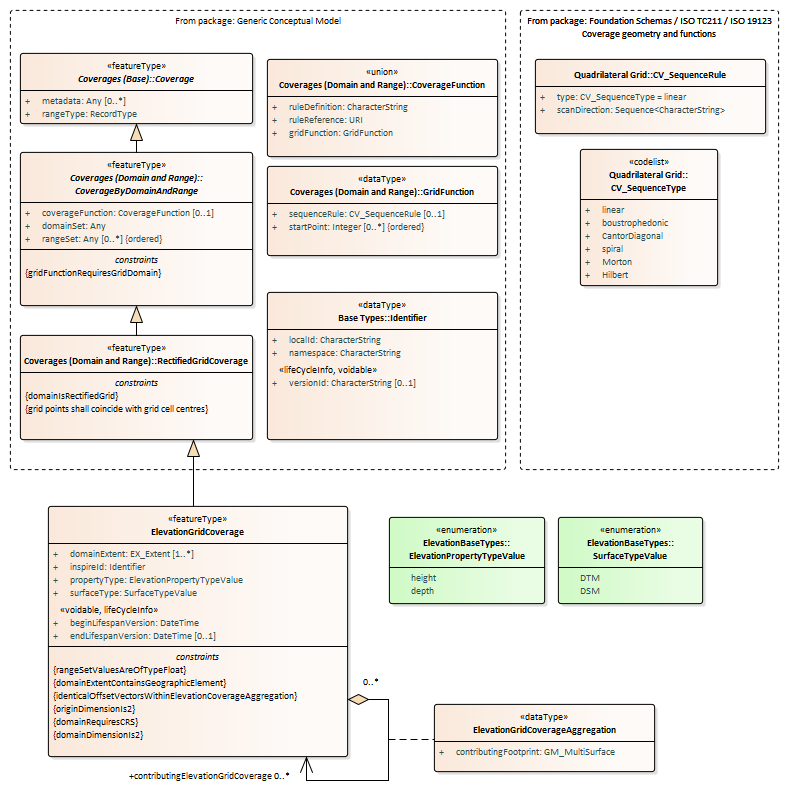 From package: Generic Conceptual Model
«featureType»
Coverages (Base)::Coverage
+ metadata: Any [0..*]
+ rangeType: RecordType
«featureType»
Coverages (Domain and Range)::
CoverageByDomainAndRange
+ coverageFunction: CoverageFunction [0..1]
+ domainSet: Any
+ rangeSet: Any [0..*] {ordered}
constraints
{gridFunctionRequiresGridDomain}
«featureType»
Coverages (Domain and Range)::RectifiedGridCoverage
constraints
{domainIsRectifiedGrid}
{grid points shall coincide with grid cell centres}
«union»
Coverages (Domain and Range)::CoverageFunction
+ ruleDefinition: CharacterString
+ ruleReference: URI
+ gridFunction: GridFunction
«dataType»
Coverages (Domain and Range)::GridFunction
+ sequenceRule: CV_SequenceRule [0..1]
+ startPoint: Integer [0..*] {ordered}
«dataType»
Base Types::Identifier
+ localId: CharacterString
+ namespace: CharacterString
«lifeCycleInfo, voidable»
+ versionId: CharacterString [0..1]
From package: Foundation Schemas / ISO TC211 / ISO 19123
Coverage geometry and functions
Quadrilateral Grid::CV_SequenceRule
+ type: CV_SequenceType = linear
+ scanDirection: Sequence<CharacterString>
«codelist»
Quadrilateral Grid::
CV_SequenceType
+ linear
+ boustrophedonic
+ CantorDiagonal
+ spiral
+ Morton
+ Hilbert
«featureType»
ElevationGridCoverage
+ domainExtent: EX_Extent [1..*]
+ inspireId: Identifier
+ propertyType: ElevationPropertyTypeValue
+ surfaceType: SurfaceTypeValue
«voidable, lifeCycleInfo»
+ beginLifespanVersion: DateTime
+ endLifespanVersion: DateTime [0..1]
constraints
{rangeSetValuesAreOfTypeFloat}
{domainExtentContainsGeographicElement}
{identicalOffsetVectorsWithinElevationCoverageAggregation}
{originDimensionIs2}
{domainRequiresCRS}
{domainDimensionIs2}
«enumeration»
ElevationBaseTypes::
ElevationPropertyTypeValue
height
depth
«enumeration»
ElevationBaseTypes::
SurfaceTypeValue
DTM
DSM
0..*
«dataType»
ElevationGridCoverageAggregation
+ contributingFootprint: GM_MultiSurface
+contributingElevationGridCoverage 0..*